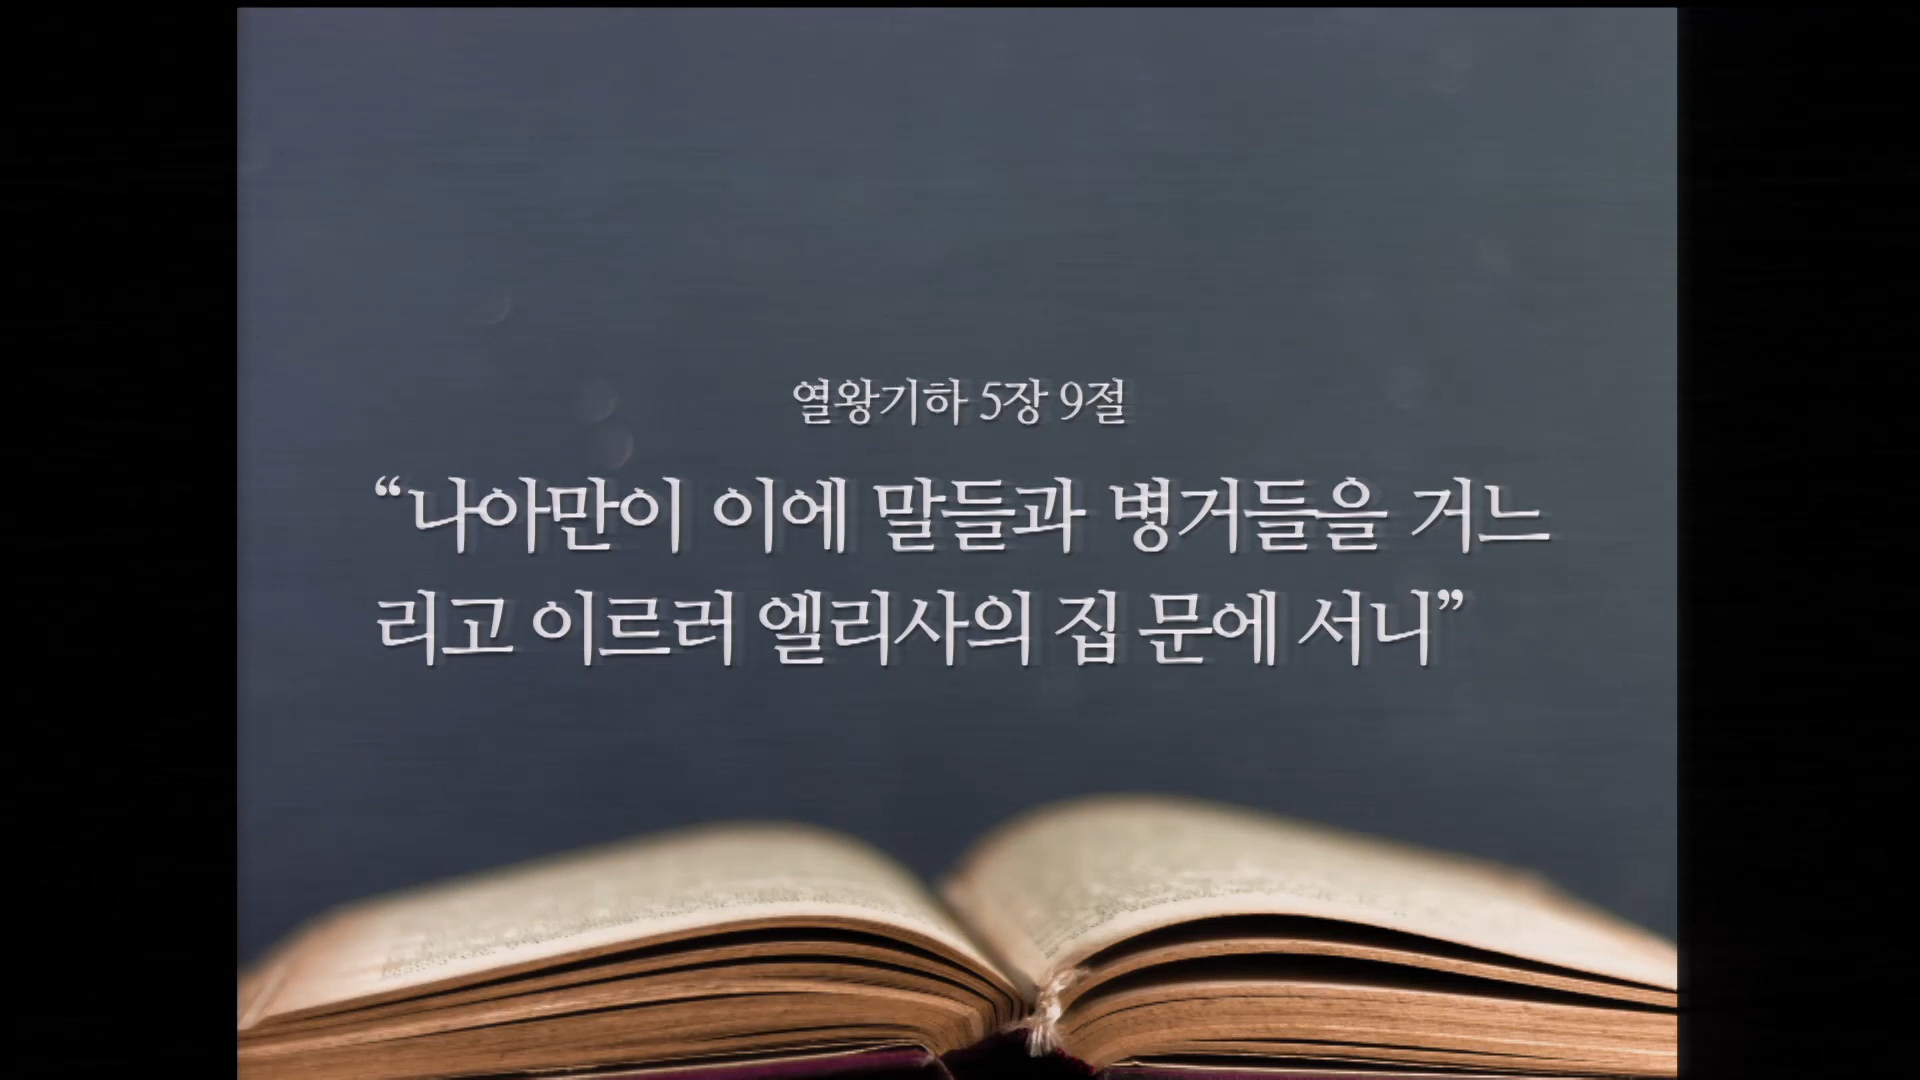 열왕기하 5장 9절
“나아만이 이에 말들과 병거들을 거느
리고 이르러 엘리사의 집 문에 서니”